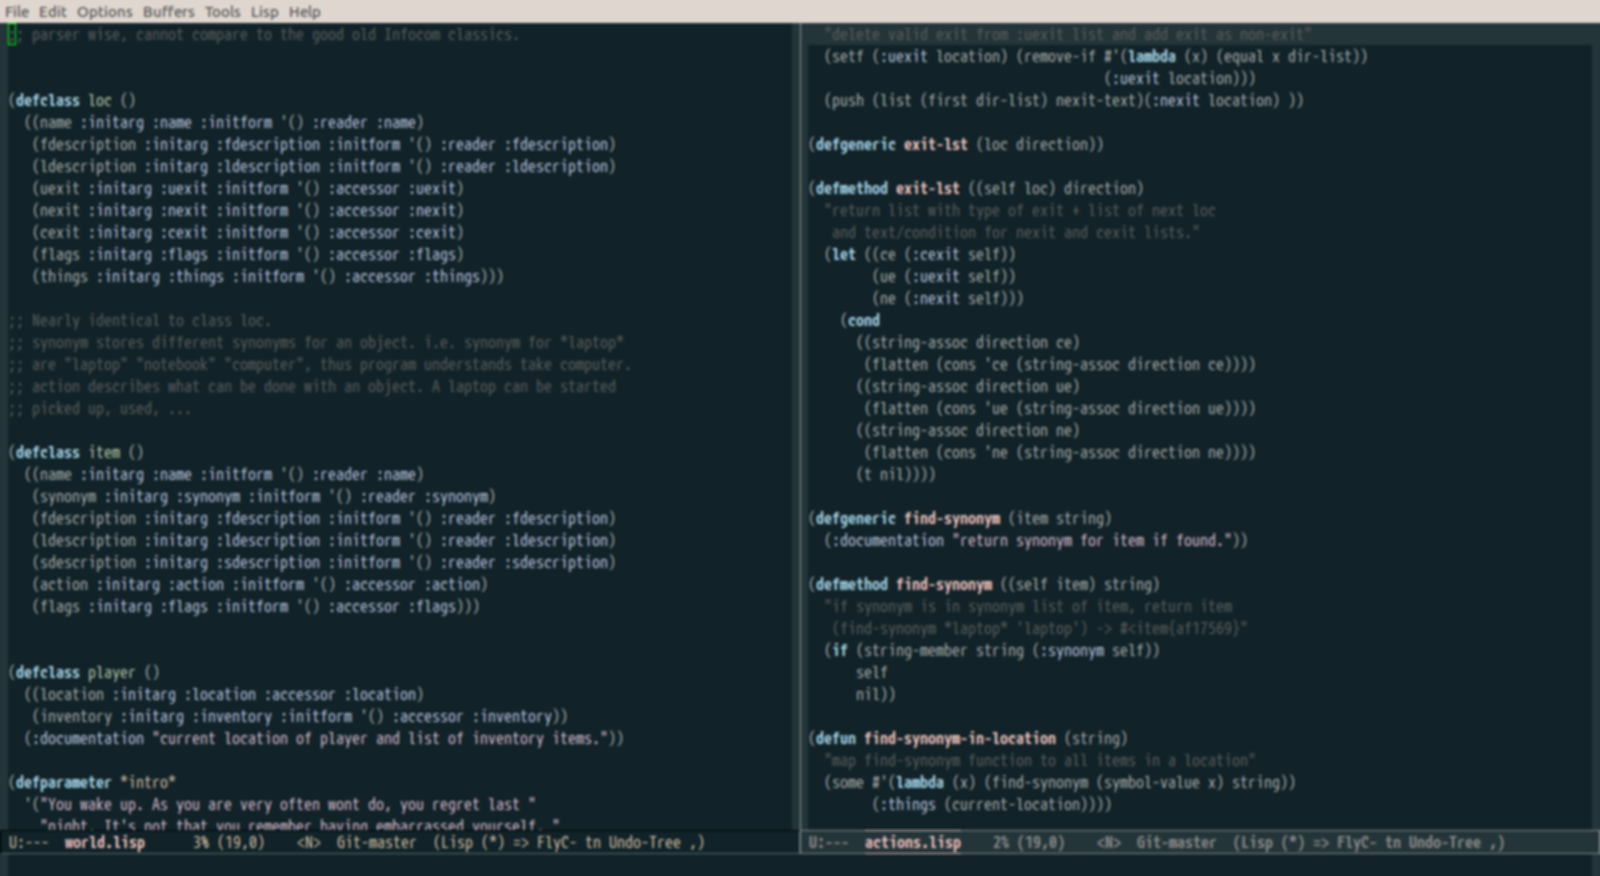 File Edit Options Buffers Tools Lisp Help
;; parser wise, cannot compare to the good old Infocom classics.
(defclass loc ()
((name :initarg :name :initform '() :reader :name)
(fdescription :initarg :fdescription :initform '() :reader :fdescription)
(ldescription :initarg :ldescription :initform '() :reader :ldescription)
(uexit :initarg :uexit :initform '() :accessor :uexit)
(nexit :initarg :nexit :initform '() :accessor :nexit)
(cexit :initarg :cexit :initform '() :accessor :cexit)
(flags :initarg :flags :initform '() :accessor :flags)
(things :initarg :things :initform '() :accessor :things)))
;; Nearly identical to class loc.
;; synonym stores different synonyms for an object. i.e. synonym for *laptop*
;; are "laptop" "notebook" "computer", thus program understands take computer.
;; action describes what can be done with an object. A laptop can be started
;; picked up, used, ...
(defclass item ()
((name :initarg :name :initform '() :reader :name)
(synonym :initarg :synonym :initform '() :reader :synonym)
(fdescription :initarg :fdescription :initform '() :reader :fdescription)
(ldescription :initarg :ldescription :initform '() :reader :ldescription)
(sdescription :initarg :sdescription :initform '() :reader :sdescription)
(action :initarg :action :initform '() :accessor :action)
(flags :initarg :flags :initform '() :accessor :flags)))
(defclass player ()
((location :initarg :location :accessor :location)
(inventory :initarg :inventory :initform '() :accessor :inventory))
(:documentation "current location of player and list of inventory items."))
(defparameter *intro*
'("You wake up. As you are very often wont do, you regret last "
"night. It's not that you remember having embarrassed yourself. "
U:--- world.lisp 3% (19,0) <N> Git-master (Lisp (*) => FlyC- tn Undo-Tree ,)
"delete valid exit from :uexit list and add exit as non-exit"
(setf (:uexit location) (remove-if #'(lambda (x) (equal x dir-list))
(:uexit location)))
(push (list (first dir-list) nexit-text)(:nexit location) ))
(defgeneric exit-lst (loc direction))
(defmethod exit-lst ((self loc) direction)
"return list with type of exit + list of next loc
and text/condition for nexit and cexit lists."
(let ((ce (:cexit self))
(ue (:uexit self))
(ne (:nexit self)))
(cond
((string-assoc direction ce)
(flatten (cons 'ce (string-assoc direction ce))))
((string-assoc direction ue)
(flatten (cons 'ue (string-assoc direction ue))))
((string-assoc direction ne)
(flatten (cons 'ne (string-assoc direction ne))))
(t nil))))
(defgeneric find-synonym (item string)
(:documentation "return synonym for item if found."))
(defmethod find-synonym ((self item) string)
"if synonym is in synonym list of item, return item
(find-synonym *laptop* 'laptop') -> #<item{af17569}"
(if (string-member string (:synonym self))
self
nil))
(defun find-synonym-in-location (string)
"map find-synonym function to all items in a location"
(some #'(lambda (x) (find-synonym (symbol-value x) string))
(:things (current-location))))
U:--- actions.lisp 2% (19,0) <N> Git-master (Lisp (*) => FlyC- tn Undo-Tree ,)